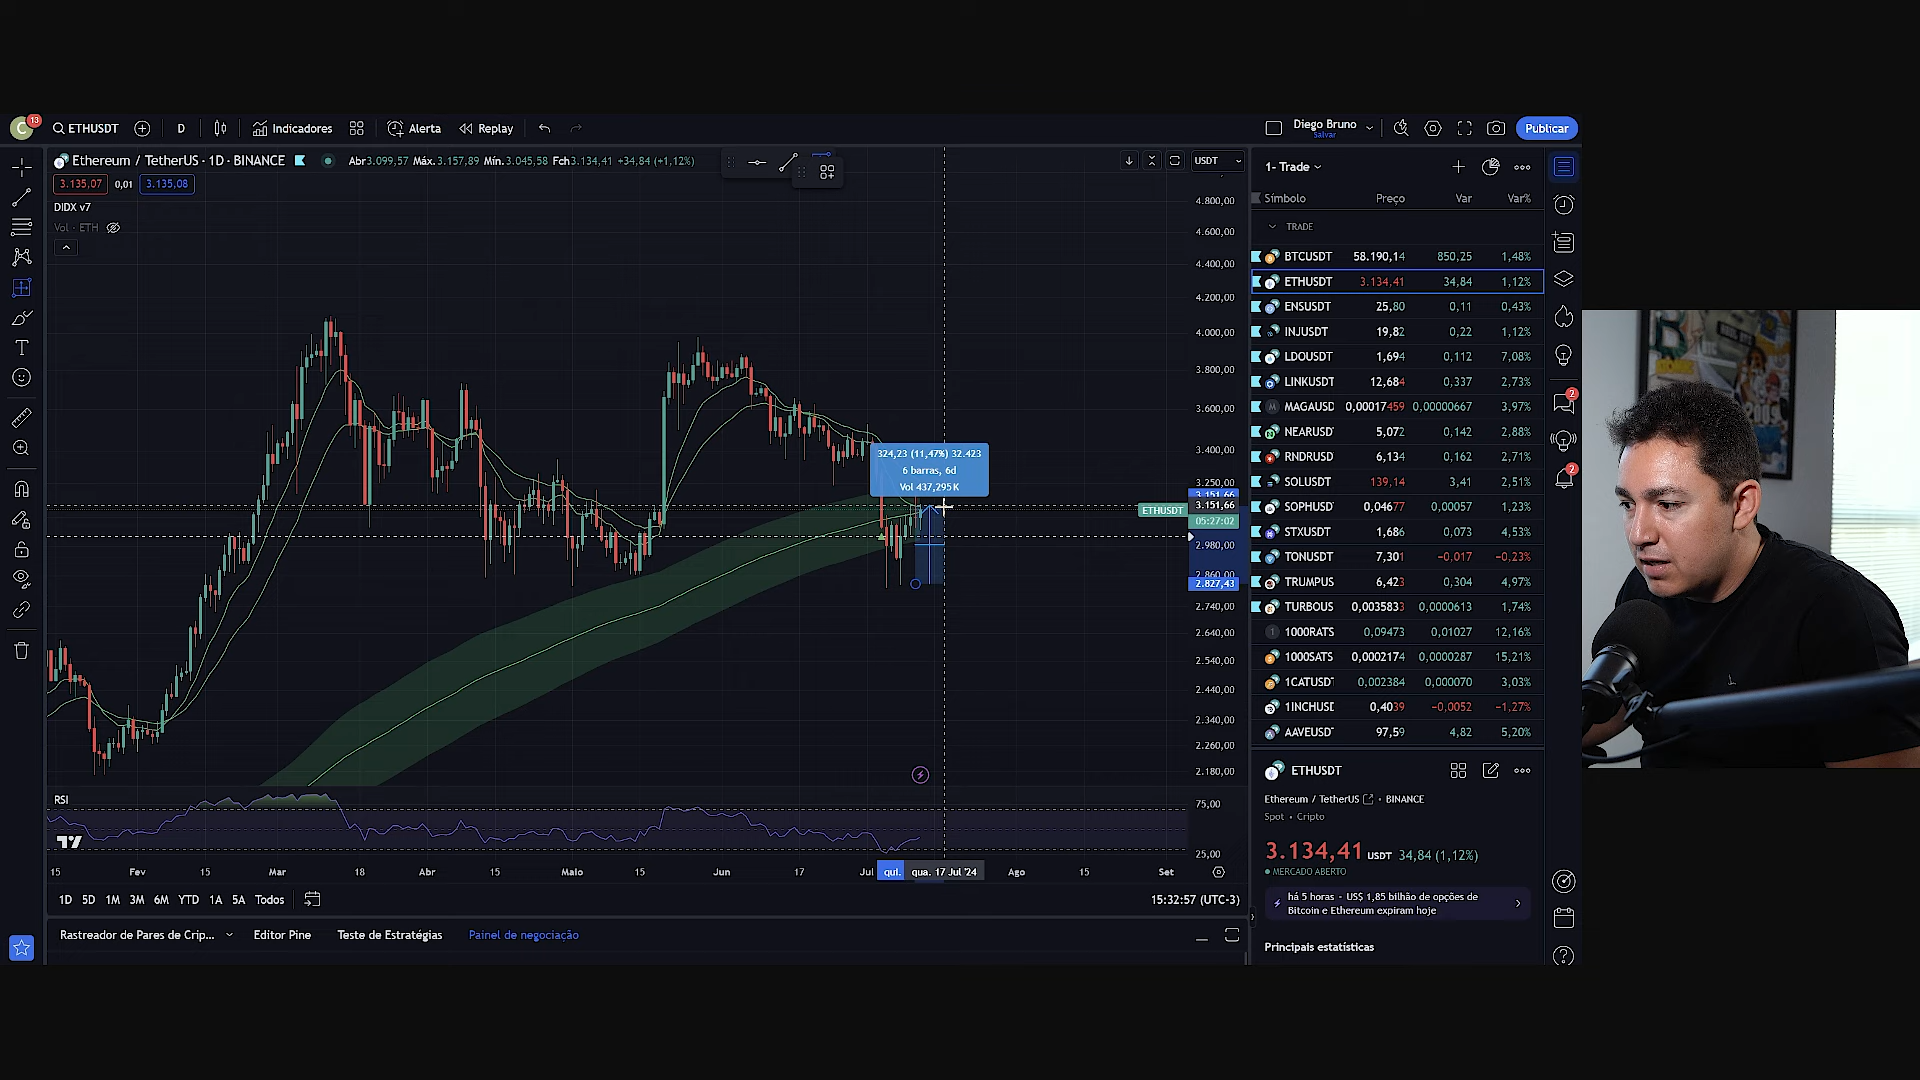 C 13 ETHUSDT D Indicadores Alerta Replay Diego Bruno Salvar Publicar
Ethereum / TetherUS · 1D · BINANCE Abr3.099,57 Máx.3.157,89 Mín.3.045,58 Fch3.134,41 +34,84 (+1,12%)
3.135,07 0,01 3.135,08
DIDX v7
Vol · ETH
USDT
4.800,00
4.600,00
4.400,00
4.200,00
4.000,00
3.800,00
3.600,00
3.400,00
3.250,00
3.151,66
3.151,66
ETHUSDT
05:27:02
2.980,00
2.860,00
2.827,43
2.740,00
2.640,00
2.540,00
2.440,00
2.340,00
2.260,00
2.180,00
324,23 (11,47%) 32.423
6 barras, 6d
Vol 437,295K
RSI
75,00
25,00
15 Fev 15 Mar 18 Abr 15 Maio 15 Jun 17 Jul qui. qua. 17 Jul '24 Ago 15 Set
1D 5D 1M 3M 6M YTD 1A 5A Todos 15:32:57 (UTC-3)
Rastreador de Pares de Crip... Editor Pine Teste de Estratégias Painel de negociação
1- Trade
Símbolo Preço Var Var%
TRADE
BTCUSDT 58.190,14 850,25 1,48%
ETHUSDT 3.134,41 34,84 1,12%
ENSUSDT 25,80 0,11 0,43%
INJUSDT 19,82 0,22 1,12%
LDOUSDT 1,694 0,112 7,08%
LINKUSDT 12,684 0,337 2,73%
MAGAUSD 0,00017459 0,00000667 3,97%
NEARUSD 5,072 0,142 2,88%
RNDRUSD 6,134 0,162 2,71%
SOLUSDT 139,14 3,41 2,51%
SOPHUSD 0,04677 0,00057 1,23%
STXUSDT 1,686 0,073 4,53%
TONUSDT 7,301 −0,017 −0,23%
TRUMPUS 6,423 0,304 4,97%
TURBOUS 0,0035833 0,0000613 1,74%
1000RATS 0,09473 0,01027 12,16%
1000SATS 0,0002174 0,0000287 15,21%
1CATUSDT 0,002384 0,000070 3,03%
1INCHUSD 0,4039 −0,0052 −1,27%
AAVEUSDT 97,59 4,82 5,20%
ETHUSDT
Ethereum / TetherUS • BINANCE
Spot • Cripto
3.134,41 USDT 34,84 (1,12%)
MERCADO ABERTO
há 5 horas - US$ 1,85 bilhão de opções de
Bitcoin e Ethereum expiram hoje
Principais estatísticas
2
2
2009